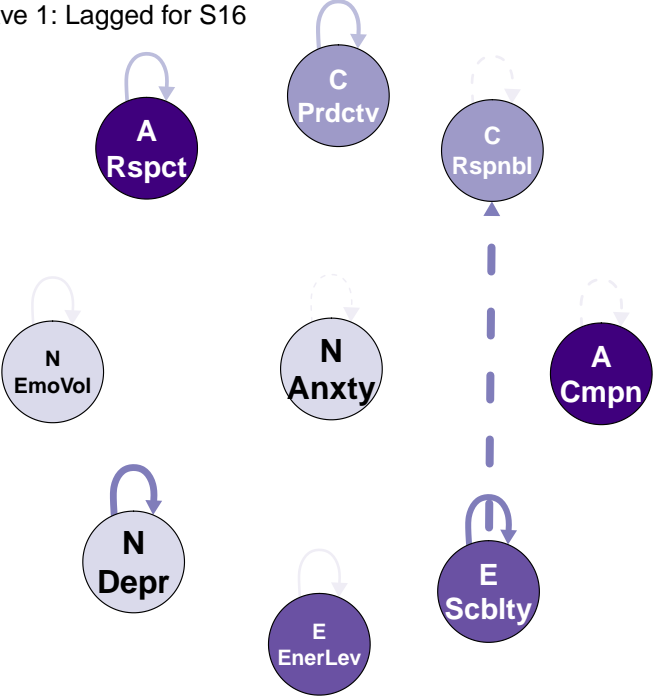 ve 1: Lagged for S16
C
Prdctv
A
Rspct
C
Rspnbl
N
EmoVol
N
Anxty
A
Cmpn
N
Depr
E
Scblty
E
EnerLev